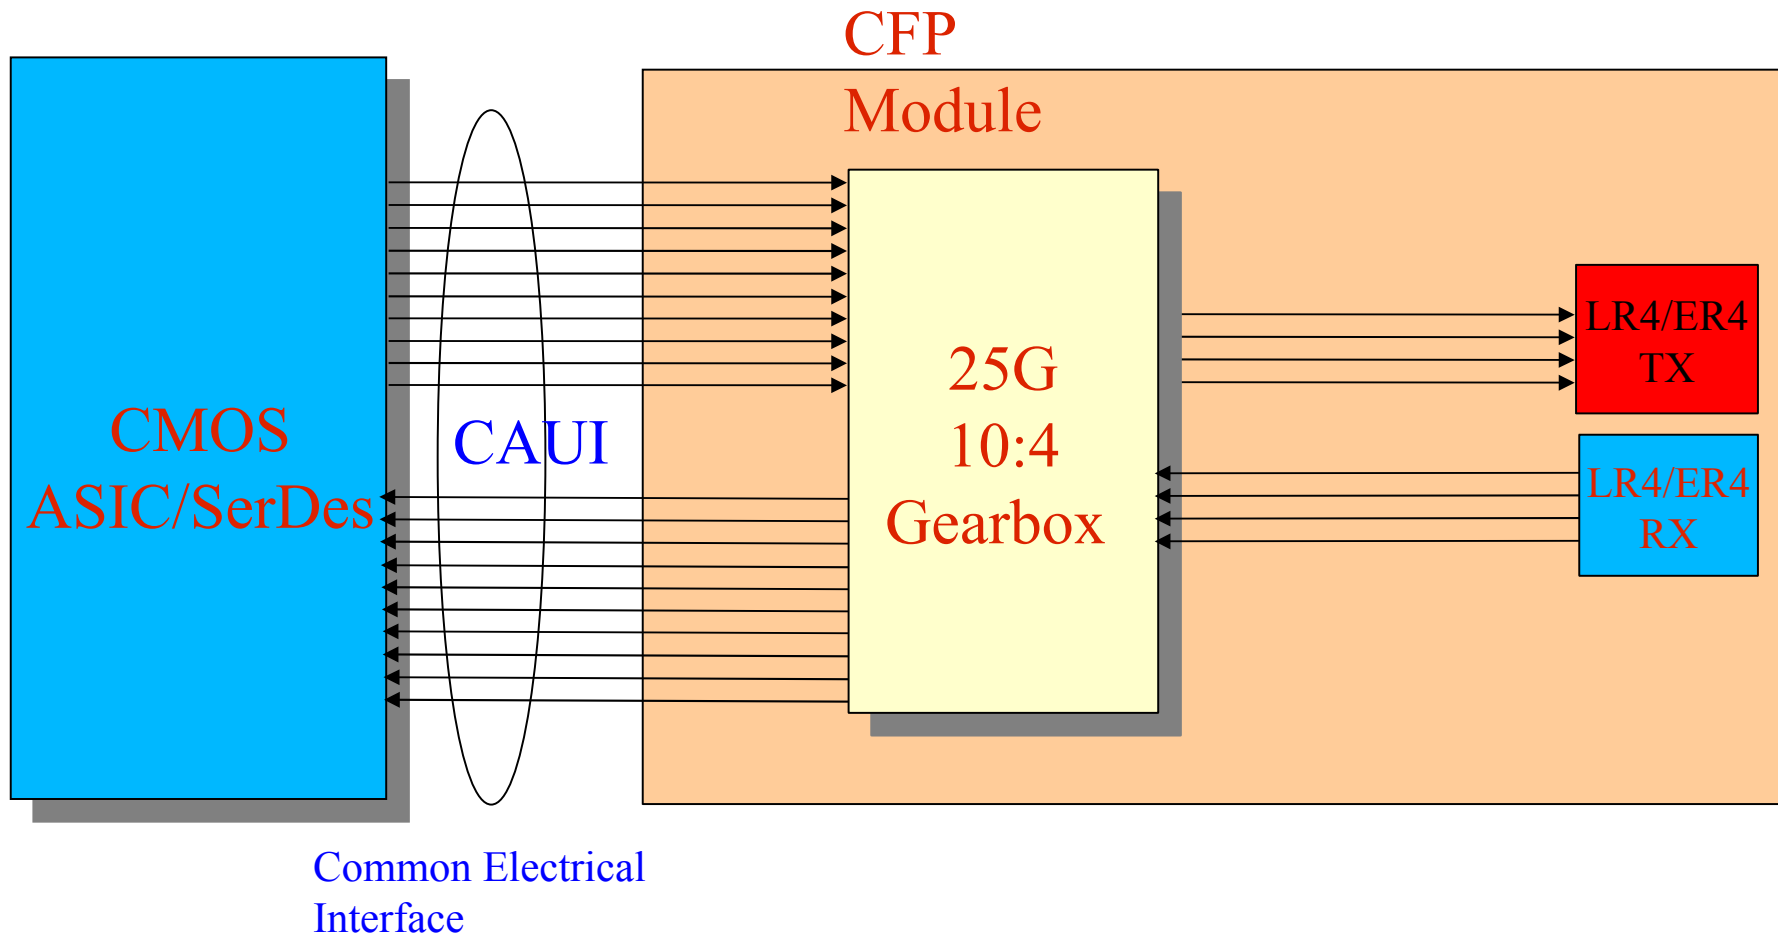 CFP
Module
CMOS
ASIC/SerDes
CAUI
25G
10:4
Gearbox
LR4/ER4
TX
LR4/ER4
RX
Common Electrical
Interface